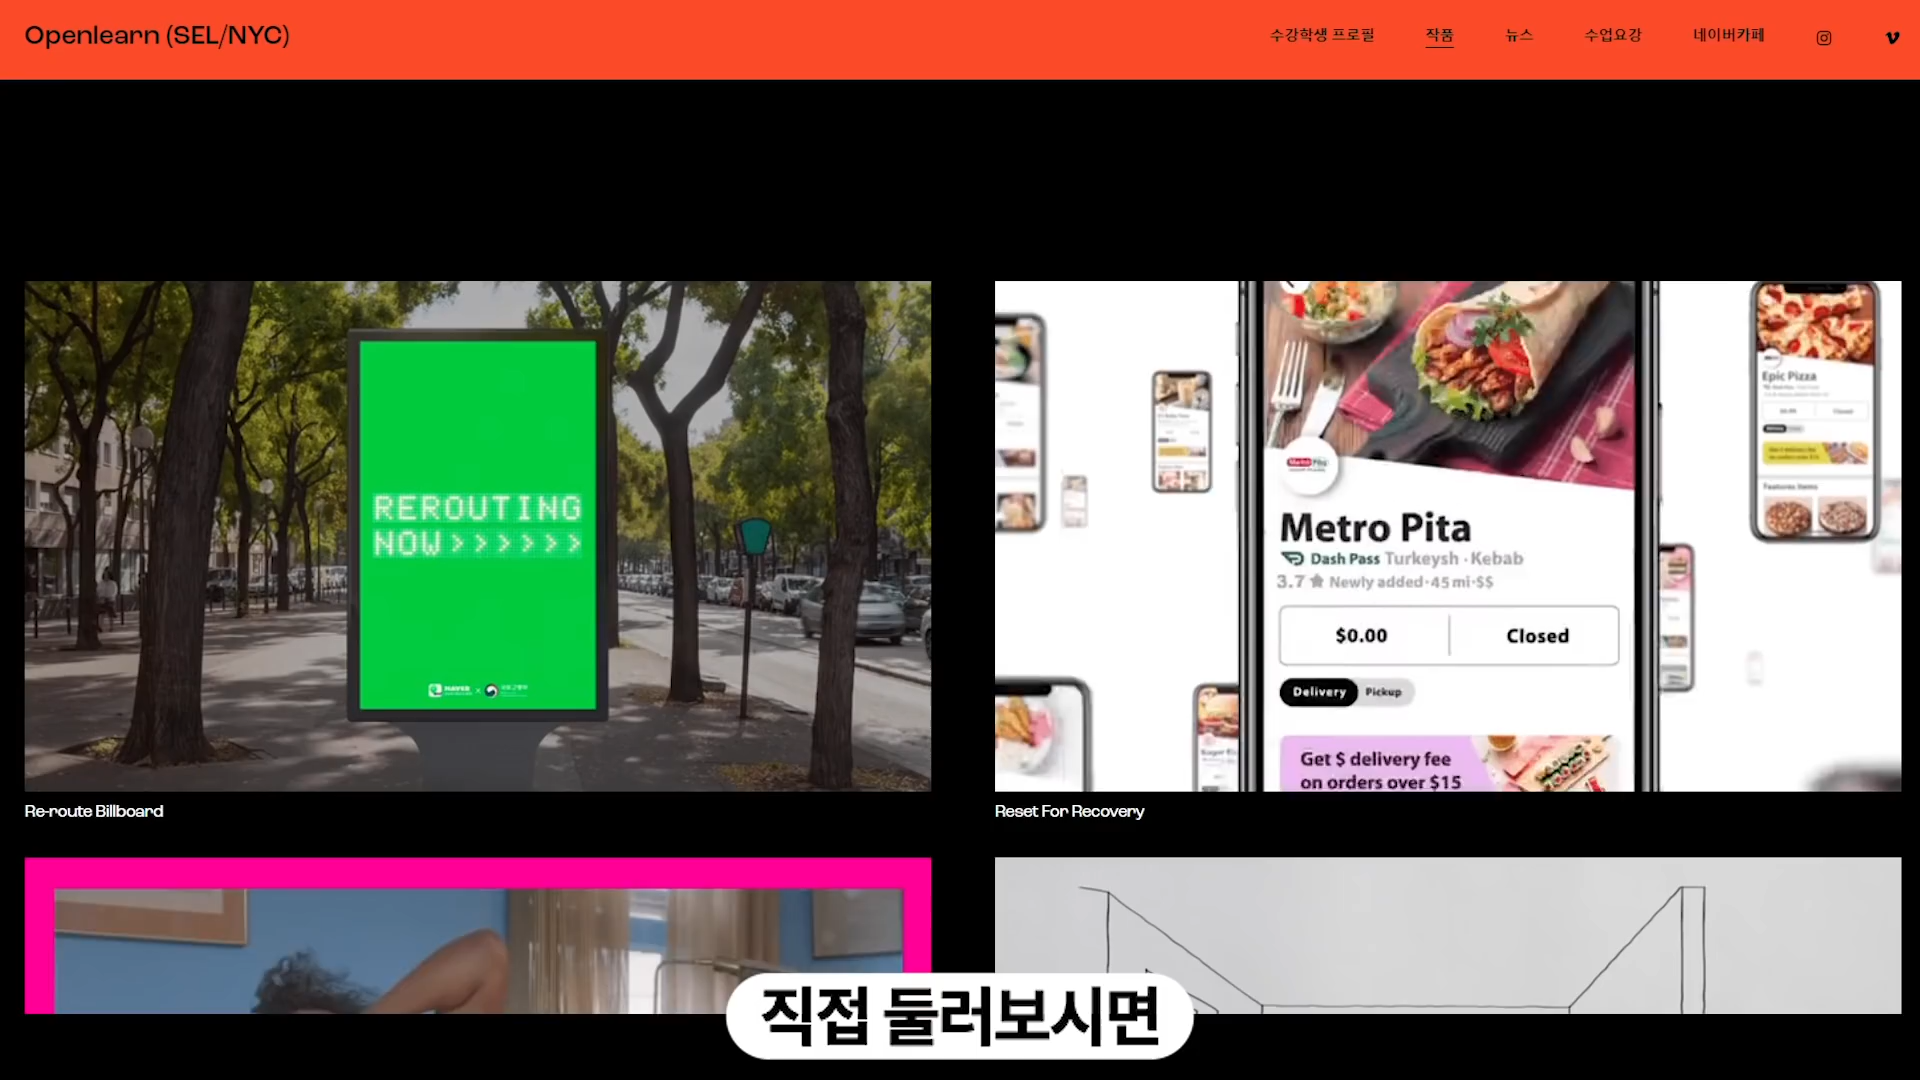 Openlearn (SEL/NYC)
수강학생 프로필
작품
뉴스
수업요강
네이버카페
REROUTING
NOW>>>>>>
NAVER
Re-route Billboard
Metro Pita
Dash Pass Turkeysh · Kebab
3.7 ★ Newly added · 45 mi · $$
$0.00
Closed
Delivery
Pickup
Get $ delivery fee
on orders over $15
Epic Pizza
Features Items
Reset For Recovery
직접 둘러보시면